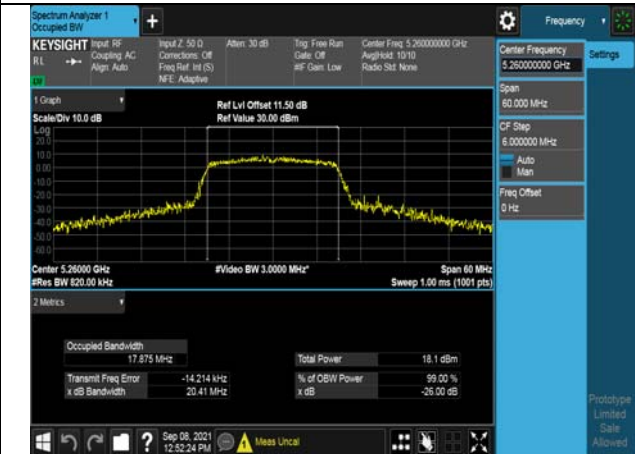 Spectrum Analyzer 1
Occupied BW
+
Frequency
KEYSIGHT
RL
Input: RF
Coupling: AC
Align: Auto
Input Z: 50 Ω
Corrections: Off
Freq Ref: Int (S)
NFE: Adaptive
Atten: 30 dB
Trig: Free Run
Gate: Off
#IF Gain: Low
Center Freq: 5.260000000 GHz
Avg|Hold: 10/10
Radio Std: None
Center Frequency
5.260000000 GHz
Settings
Span
60.000 MHz
CF Step
6.000000 MHz
Auto
Man
Freq Offset
0 Hz
1 Graph
Scale/Div 10.0 dB
Ref Lvl Offset 11.50 dB
Ref Value 30.00 dBm
Log
20.0
10.0
0.00
-10.0
-20.0
-30.0
-40.0
-50.0
-60.0
Center 5.26000 GHz
#Video BW 3.0000 MHz*
Span 60 MHz
#Res BW 820.00 kHz
Sweep 1.00 ms (1001 pts)
2 Metrics
Occupied Bandwidth
17.875 MHz
Total Power
18.1 dBm
Transmit Freq Error
-14.214 kHz
% of OBW Power
99.00 %
x dB Bandwidth
20.41 MHz
x dB
-26.00 dB
Prototype
Limited
Sale
Allowed
?
Sep 08, 2021
12:52:24 PM
Meas Uncal